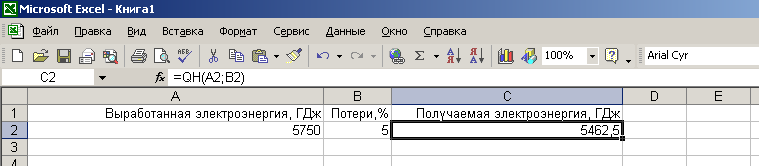 Microsoft Excel - Книга1
Файл Правка Вид Вставка Формат Сервис Данные Окно Справка
100% Arial Cyr
C2 fx =QH(A2;B2)
A B C D E
1 Выработанная электроэнергия, ГДж Потери,% Получаемая электроэнергия, ГДж
2 5750 5 5462,5
3
4